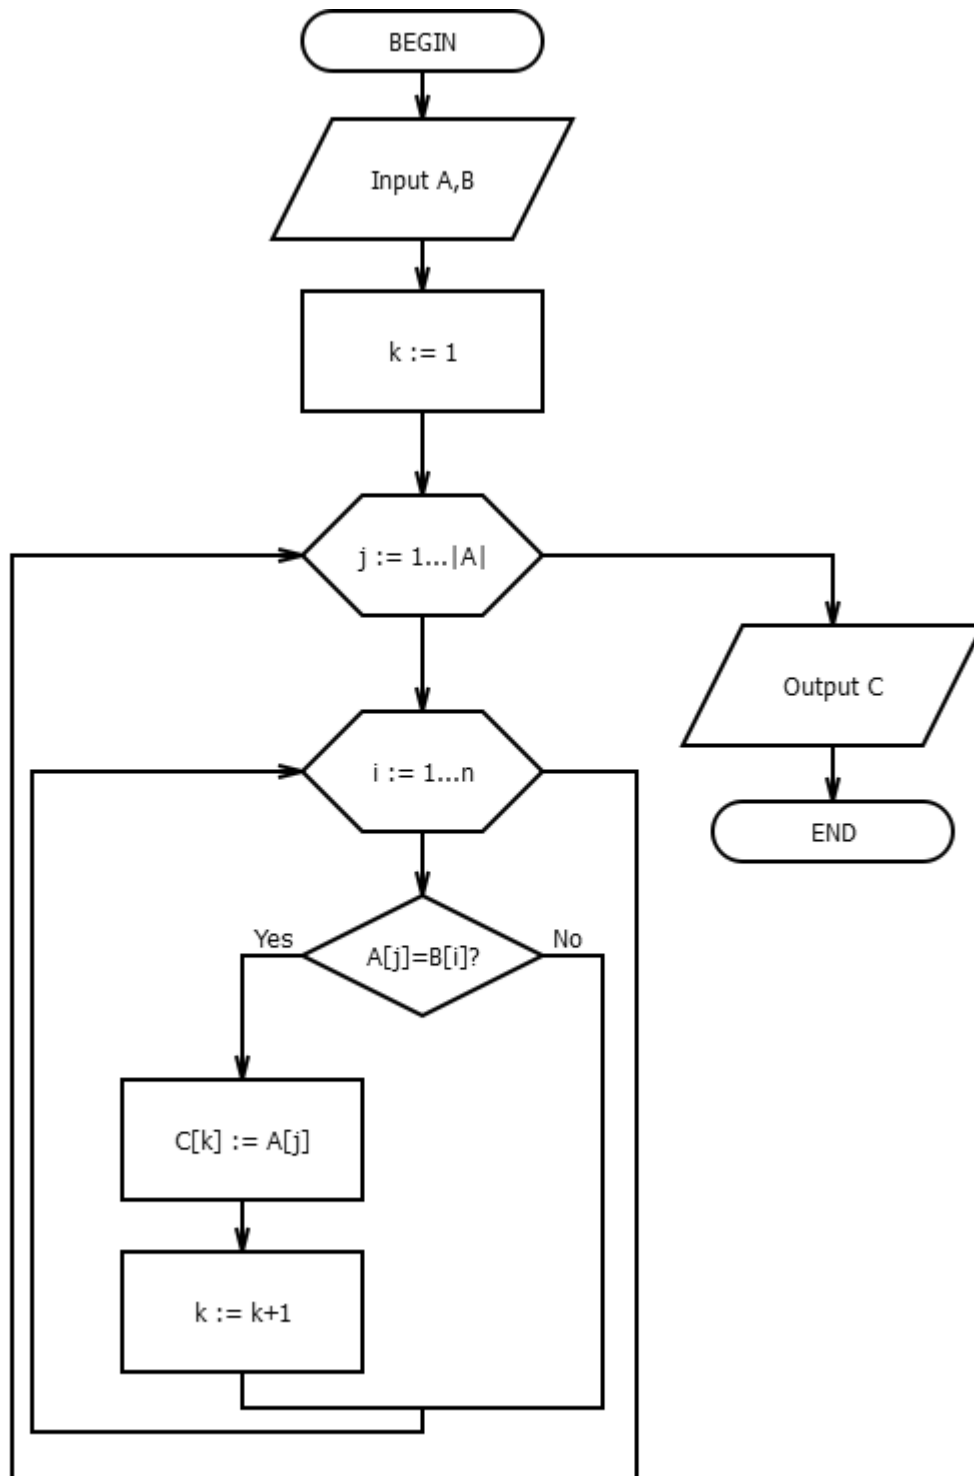 BEGIN
Input A,B
k := 1
j := 1...|A|
i := 1...n
A[j]=B[i]?
Yes
No
C[k] := A[j]
k := k+1
Output C
END